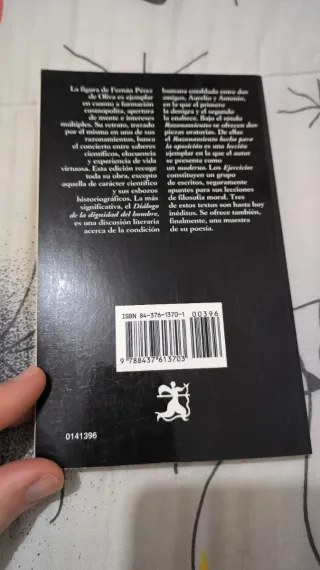 La figura de Fernán Pérez
de Oliva es ejemplar
en cuanto a formación
cosmopolita, apertura
de mente e intereses
múltiples. Su retrato, trazado
por él mismo en uno de sus
razonamientos, busca
el concierto entre saberes
científicos, elocuencia
y experiencia de vida
virtuosa. Esta edición recoge
toda su obra, excepto
aquella de carácter científico
y sus esbozos
historiográficos. La más
significativa, el Diálogo
de la dignidad del hombre,
es una discusión literaria
acerca de la condición
humana entablada entre dos
amigos, Aurelio y Antonio,
en la que el primero
la denigra y el segundo
la enaltece. Bajo el rótulo
Razonamientos se ofrecen dos
piezas oratorias. De ellas
el Razonamiento hecho para
la oposición es una lección
ejemplar en la que el autor
se presenta como
un moderno. Los Ejercicios
constituyen un grupo
de escritos, seguramente
apuntes para sus lecciones
de filosofía moral. Tres
de estos textos son hasta hoy
inéditos. Se ofrece también,
finalmente, una muestra
de su poesía.
ISBN 84-376-1370-1
00396
9 788437 613703
0141396